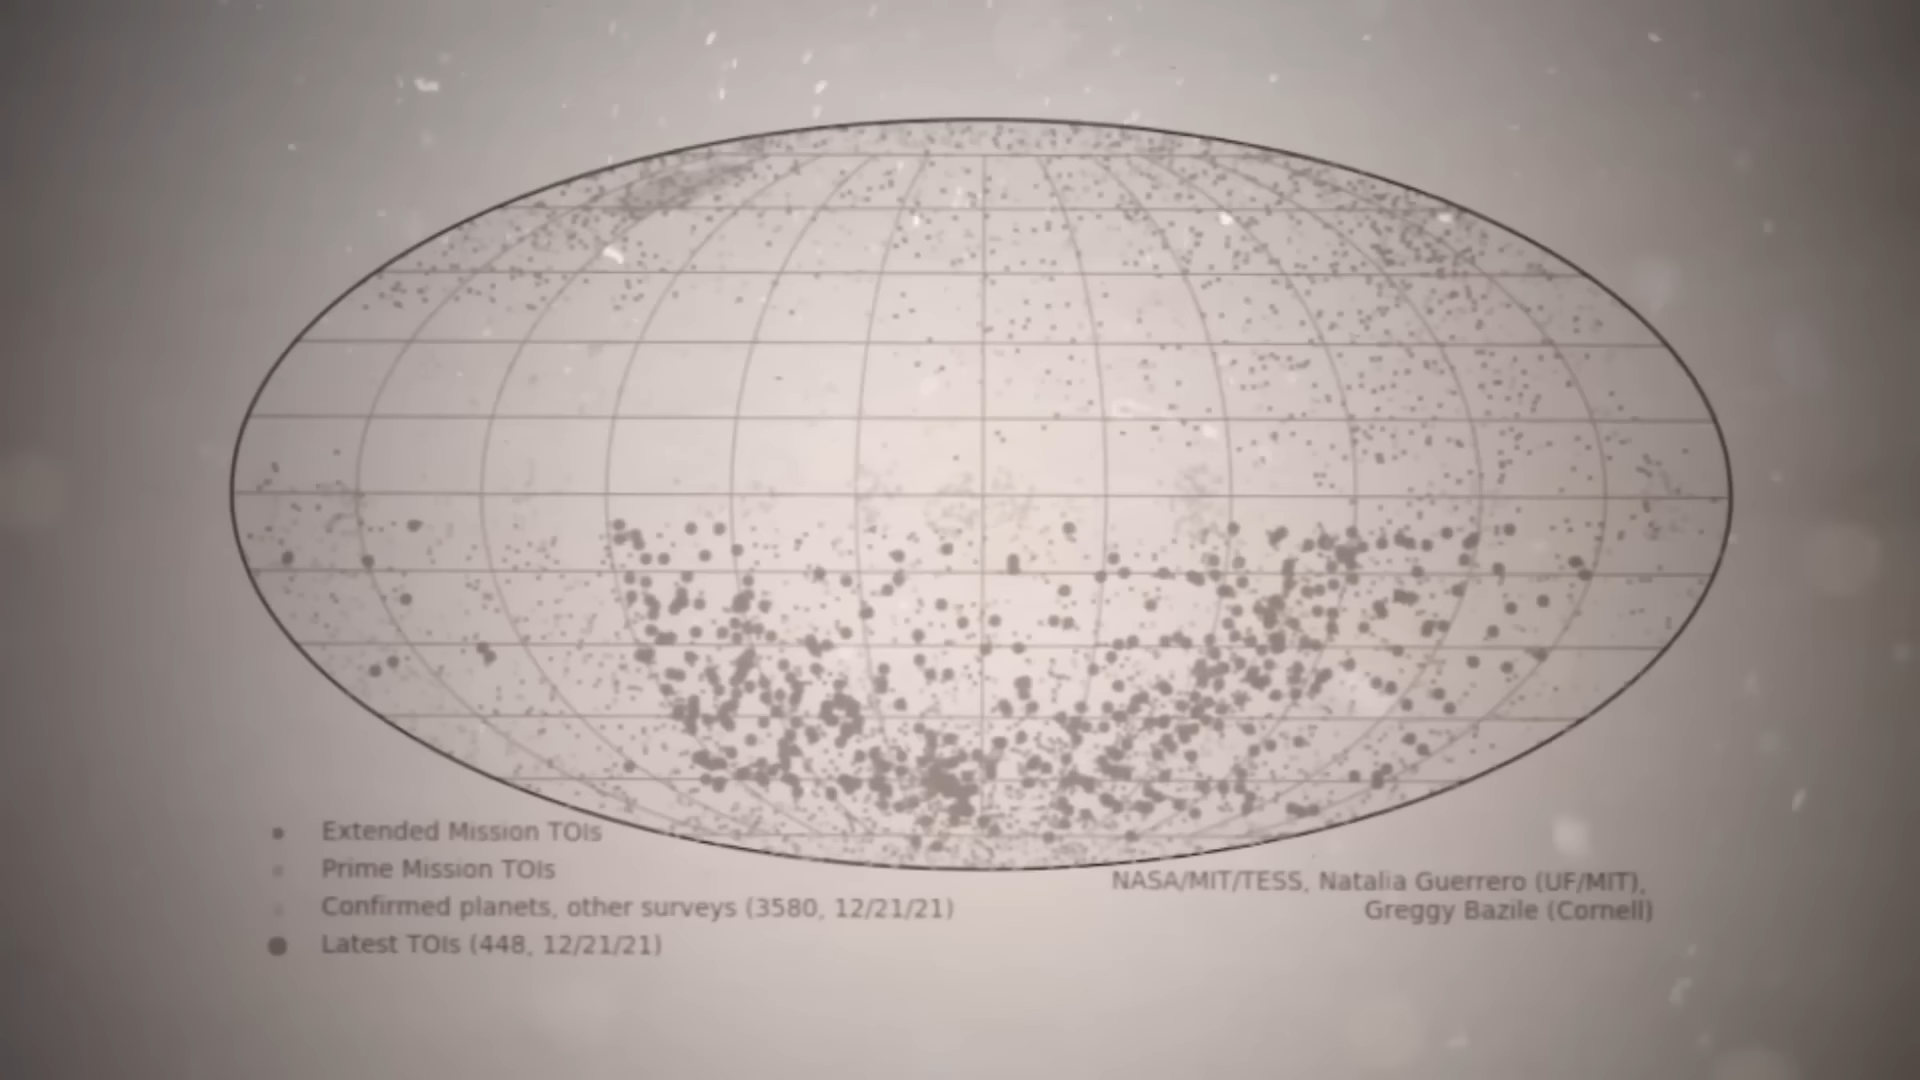 Extended Mission TOIs
Prime Mission TOIs
Confirmed planets, other surveys (3580, 12/21/21)
Latest TOIs (448, 12/21/21)
NASA/MIT/TESS, Natalia Guerrero (UF/MIT),
Greggy Bazile (Cornell)